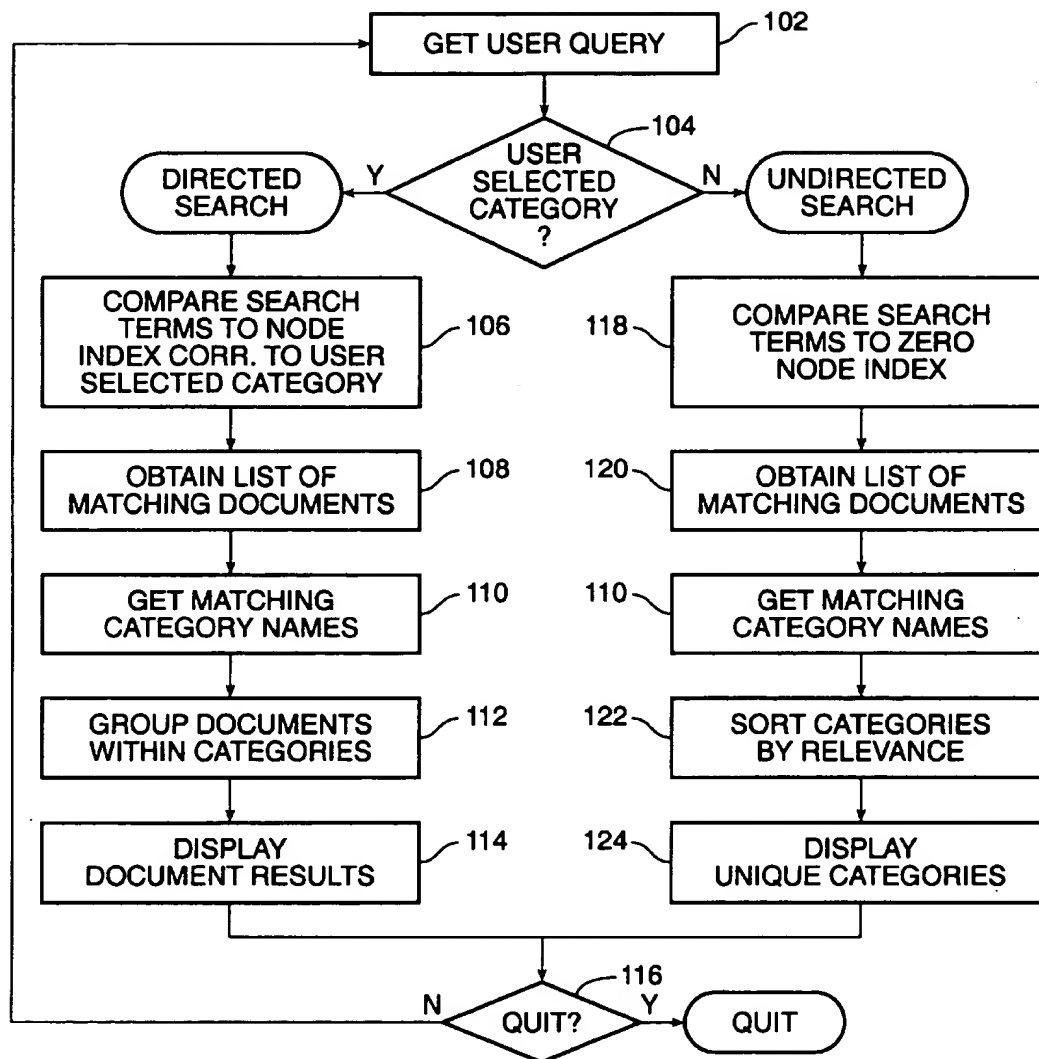 GET USER QUERY
102
104
USER
SELECTED
CATEGORY
?
Y
N
DIRECTED
SEARCH
UNDIRECTED
SEARCH
COMPARE SEARCH
TERMS TO NODE
INDEX CORR. TO USER
SELECTED CATEGORY
106
118
COMPARE SEARCH
TERMS TO ZERO
NODE INDEX
OBTAIN LIST OF
MATCHING DOCUMENTS
108
120
OBTAIN LIST OF
MATCHING DOCUMENTS
GET MATCHING
CATEGORY NAMES
110
110
GET MATCHING
CATEGORY NAMES
GROUP DOCUMENTS
WITHIN CATEGORIES
112
122
SORT CATEGORIES
BY RELEVANCE
DISPLAY
DOCUMENT RESULTS
114
124
DISPLAY
UNIQUE CATEGORIES
116
N
QUIT?
Y
QUIT